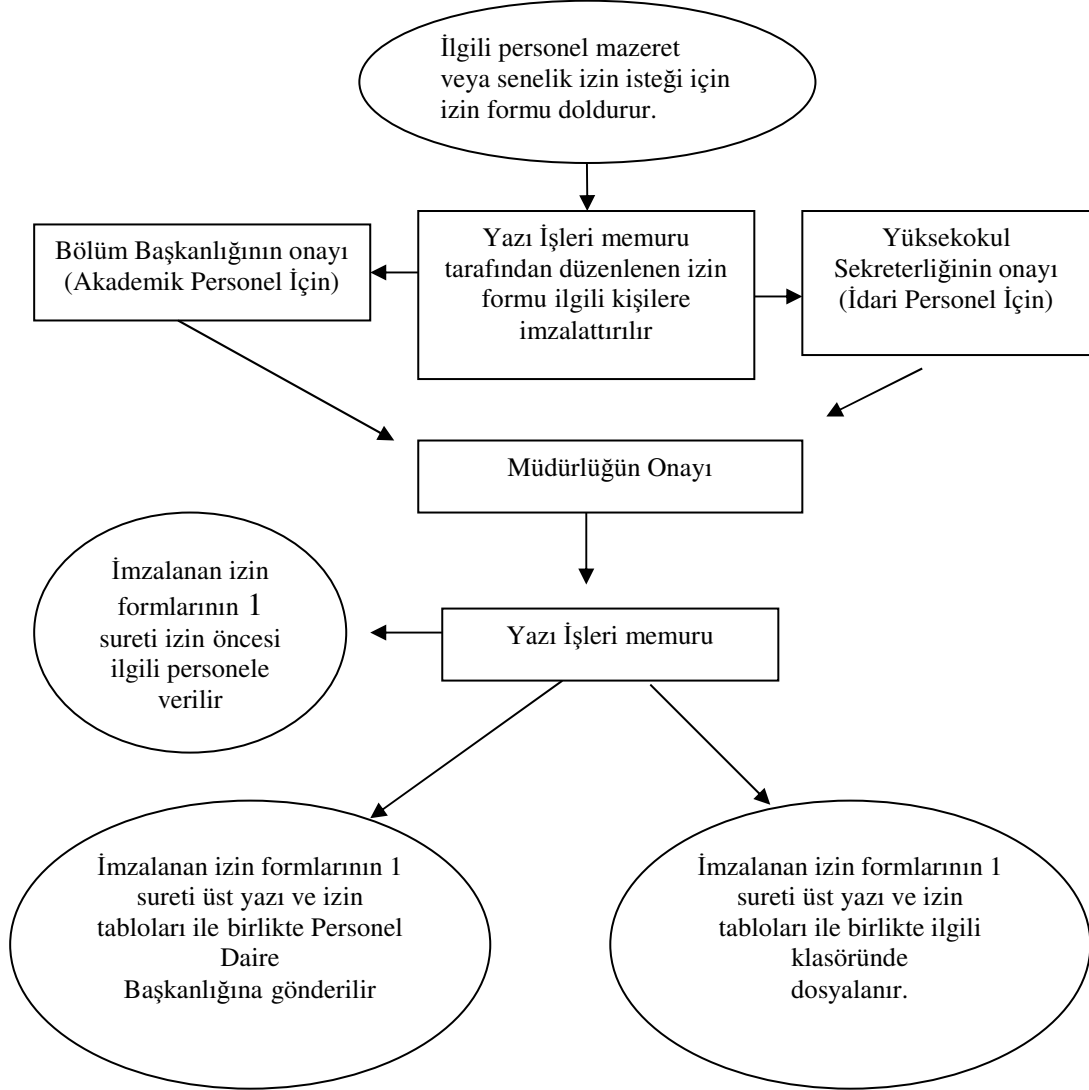 İlgili personel mazeret
veya senelik izin isteği için
izin formu doldurur.
Bölüm Başkanlığının onayı
(Akademik Personel İçin)
Yazı İşleri memuru
tarafından düzenlenen izin
formu ilgili kişilere
imzalattırılır
Yüksekokul
Sekreterliğinin onayı
(İdari Personel İçin)
Müdürlüğün Onayı
İmzalanan izin
formlarının 1
sureti izin öncesi
ilgili personele
verilir
Yazı İşleri memuru
İmzalanan izin formlarının 1
sureti üst yazı ve izin
tabloları ile birlikte Personel
Daire
Başkanlığına gönderilir
İmzalanan izin formlarının 1
sureti üst yazı ve izin
tabloları ile birlikte ilgili
klasöründe
dosyalanır.